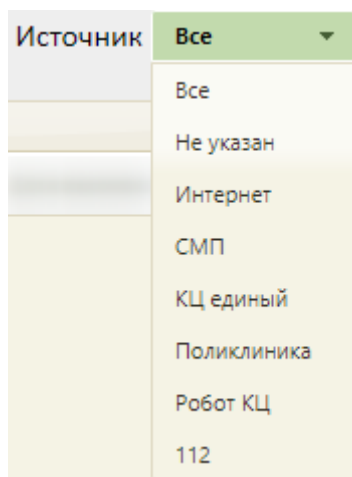 Источник Все
Все
Не указан
Интернет
СМП
КЦ единый
Поликлиника
Робот КЦ
112